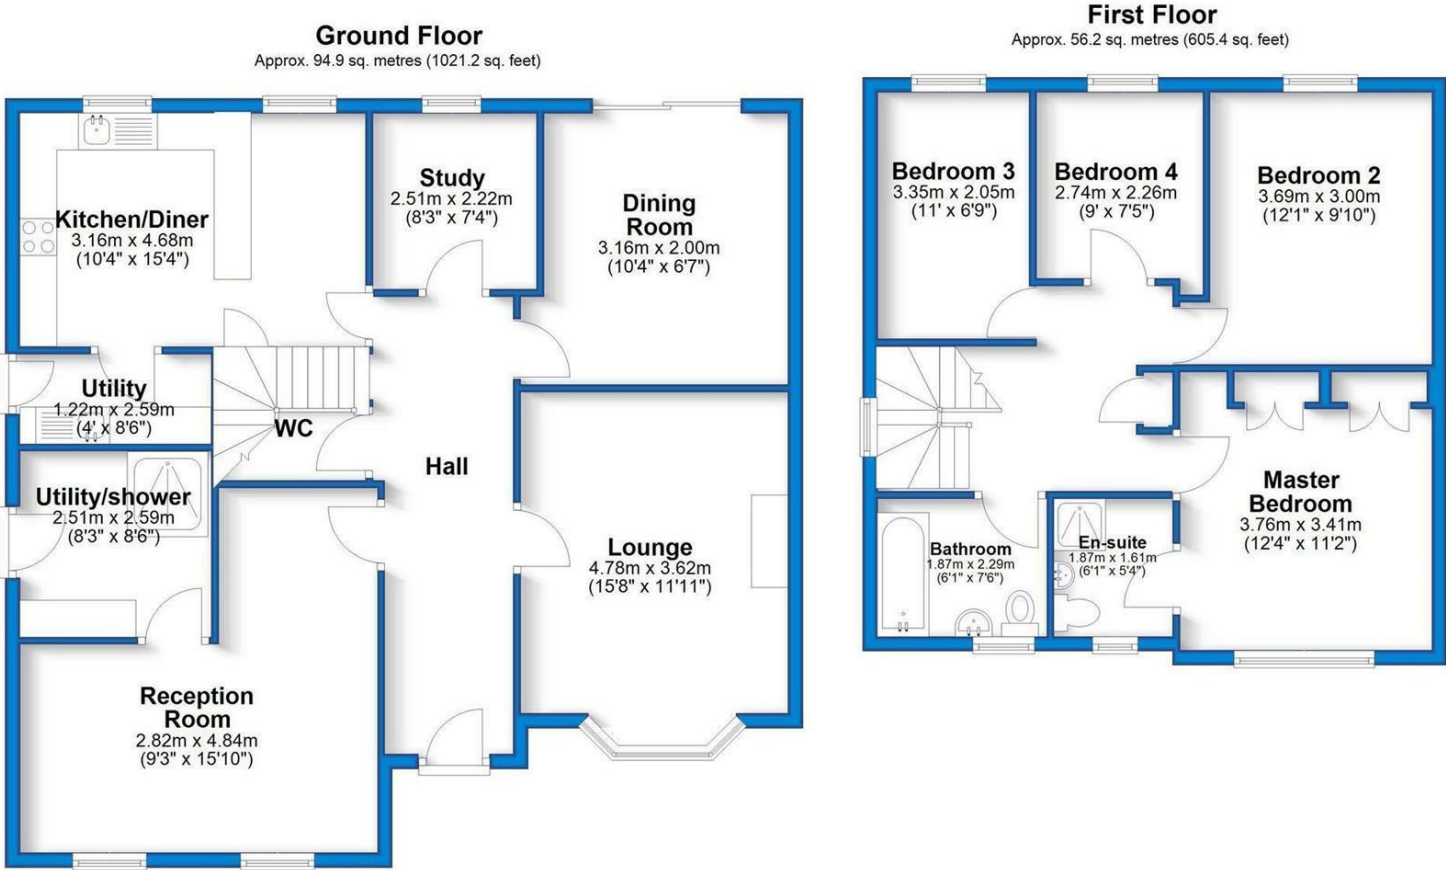 Ground Floor
Approx. 94.9 sq. metres (1021.2 sq. feet)
Kitchen/Diner
3.16m x 4.68m
(10'4" x 15'4")
Study
2.51m x 2.22m
(8'3" x 7'4")
Dining
Room
3.16m x 2.00m
(10'4" x 6'7")
Utility
1.22m x 2.59m
(4' x 8'6")
WC
Hall
Utility/shower
2.51m x 2.59m
(8'3" x 8'6")
Lounge
4.78m x 3.62m
(15'8" x 11'11")
Reception
Room
2.82m x 4.84m
(9'3" x 15'10")
First Floor
Approx. 56.2 sq. metres (605.4 sq. feet)
Bedroom 3
3.35m x 2.05m
(11' x 6'9")
Bedroom 4
2.74m x 2.26m
(9' x 7'5")
Bedroom 2
3.69m x 3.00m
(12'1" x 9'10")
Master
Bedroom
3.76m x 3.41m
(12'4" x 11'2")
Bathroom
1.87m x 2.29m
(6'1" x 7'6")
En-suite
1.87m x 1.61m
(6'1" x 5'4")